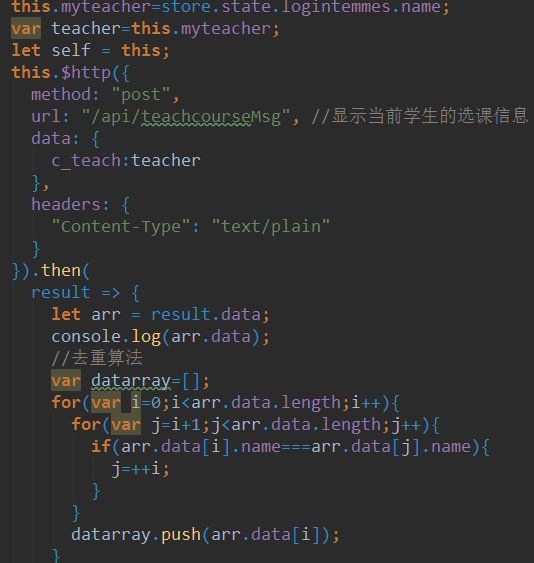 this.myteacher=store.state.logintemmes.name;
var teacher=this.myteacher;
let self = this;
this.$http({
  method: "post",
  url: "/api/teachcourseMsg", //显示当前学生的选课信息
  data: {
    c_teach:teacher
  },
  headers: {
    "Content-Type": "text/plain"
  }
}).then(
  result => {
    let arr = result.data;
    console.log(arr.data);
    //去重算法
    var datarray=[];
    for(var i=0;i<arr.data.length;i++){
      for(var j=i+1;j<arr.data.length;j++){
        if(arr.data[i].name===arr.data[j].name){
          j=++i;
        }
      }
      datarray.push(arr.data[i]);
    }